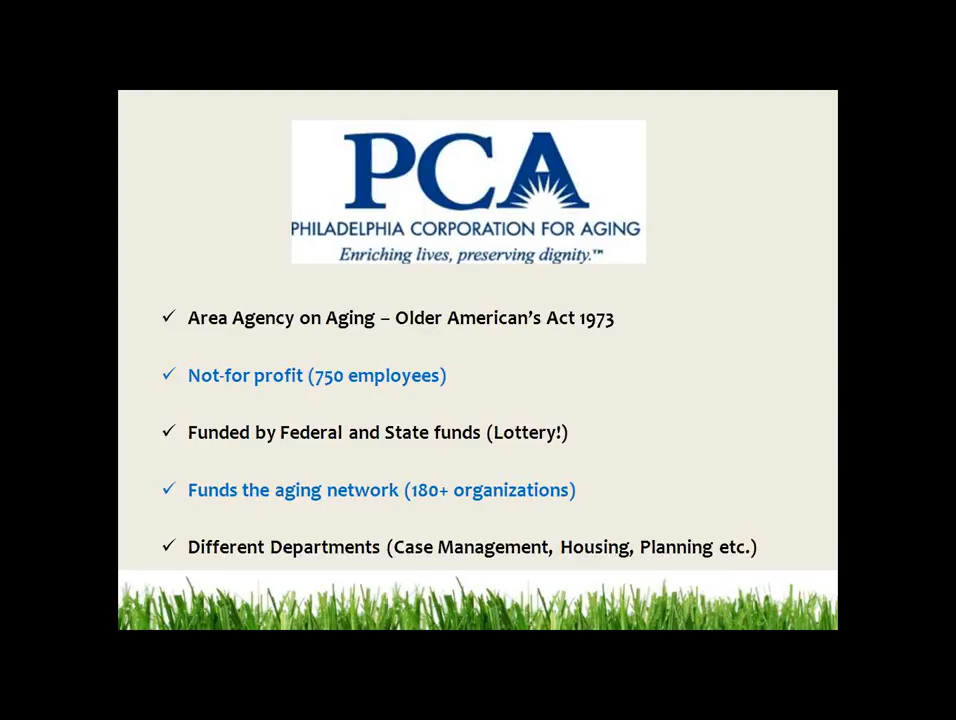 PCA
PHILADELPHIA CORPORATION FOR AGING
Enriching lives, preserving dignity.™
✓ Area Agency on Aging – Older American's Act 1973
✓ Not-for profit (750 employees)
✓ Funded by Federal and State funds (Lottery!)
✓ Funds the aging network (180+ organizations)
✓ Different Departments (Case Management, Housing, Planning etc.)